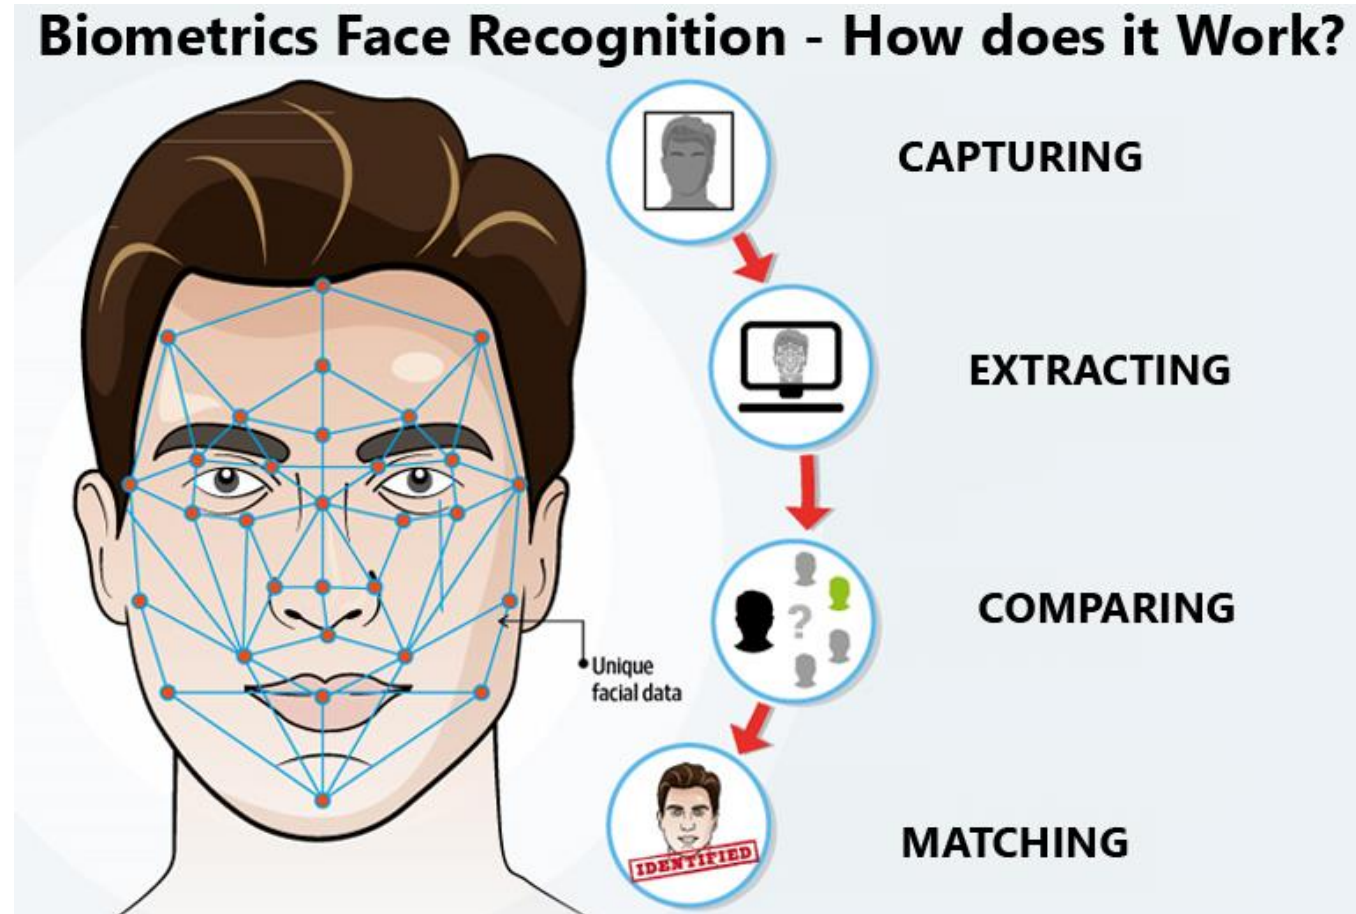 Biometrics Face Recognition - How does it Work?
CAPTURING
EXTRACTING
COMPARING
?
Unique
facial data
IDENTIFIED
MATCHING